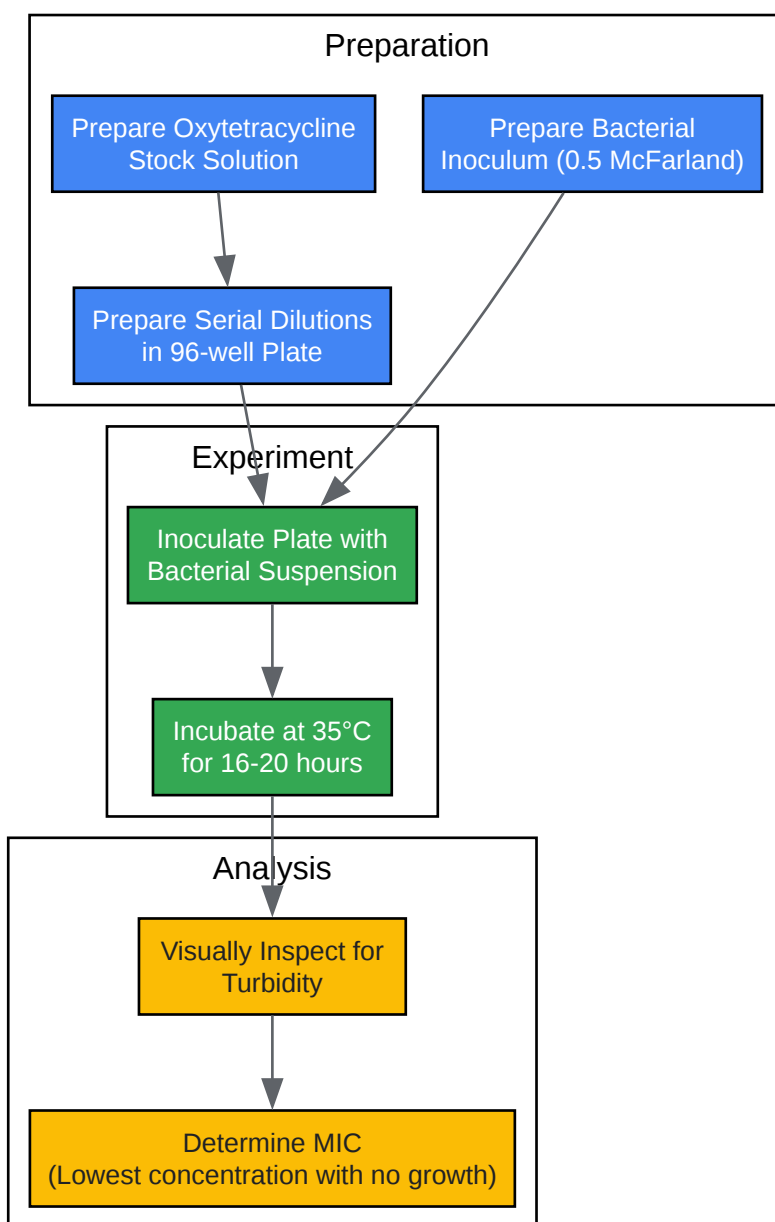 Preparation
Prepare Oxytetracycline
Stock Solution
Prepare Bacterial
Inoculum (0.5 McFarland)
Prepare Serial Dilutions
in 96-well Plate
Experiment
Inoculate Plate with
Bacterial Suspension
Incubate at 35°C
for 16-20 hours
Analysis
Visually Inspect for
Turbidity
Determine MIC
(Lowest concentration with no growth)